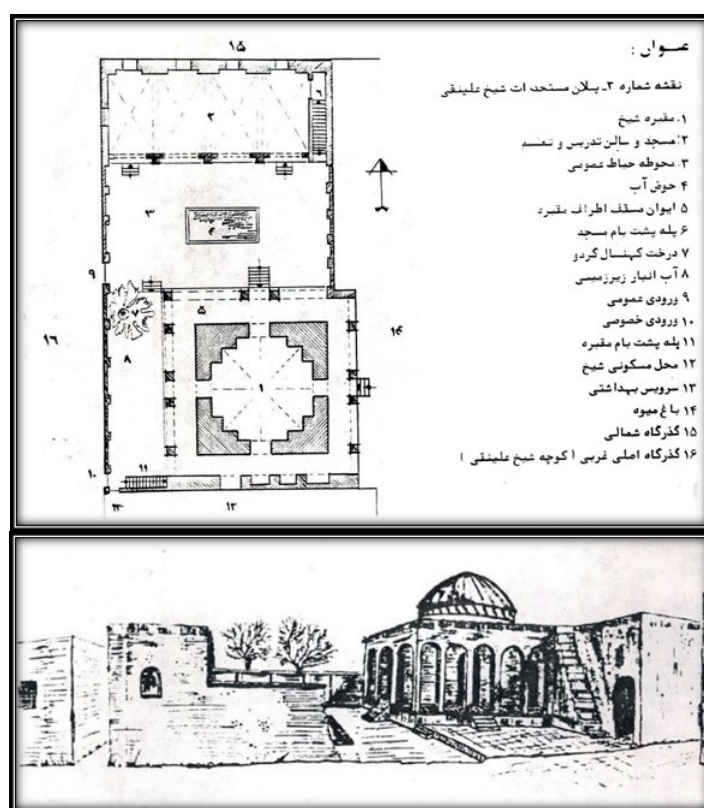 عنوان :
نقشه شماره ۲ـ پلان مستحدثات شیخ علینقی
۱. مقبره شیخ
۲: مسجد و سالن تدریس و تعلیم
۳ محوطه حیاط عمومی
۴ حوض آب
۵ ایوان مسقف اطراف مقبره
۶ پله پشت بام مسجد
۷ درخت کهنسال گردو
۸ آب انبار زیرزمینی
۹ ورودی عمومی
۱۰ ورودی خصوصی
۱۱ پله پشت بام مقبره
۱۲ محل مسکونی شیخ
۱۳ سرویس بهداشتی
۱۴ باغ میوه
۱۵ گذرگاه شمالی
۱۶ گذرگاه اصلی غربی ( کوچه شیخ علینقی )
۱۵
۶
۲
۳
۴
۹
۵
۷
۱۴
۱۶
۸
۱
۱۰
۱۱
۱۳
۱۲